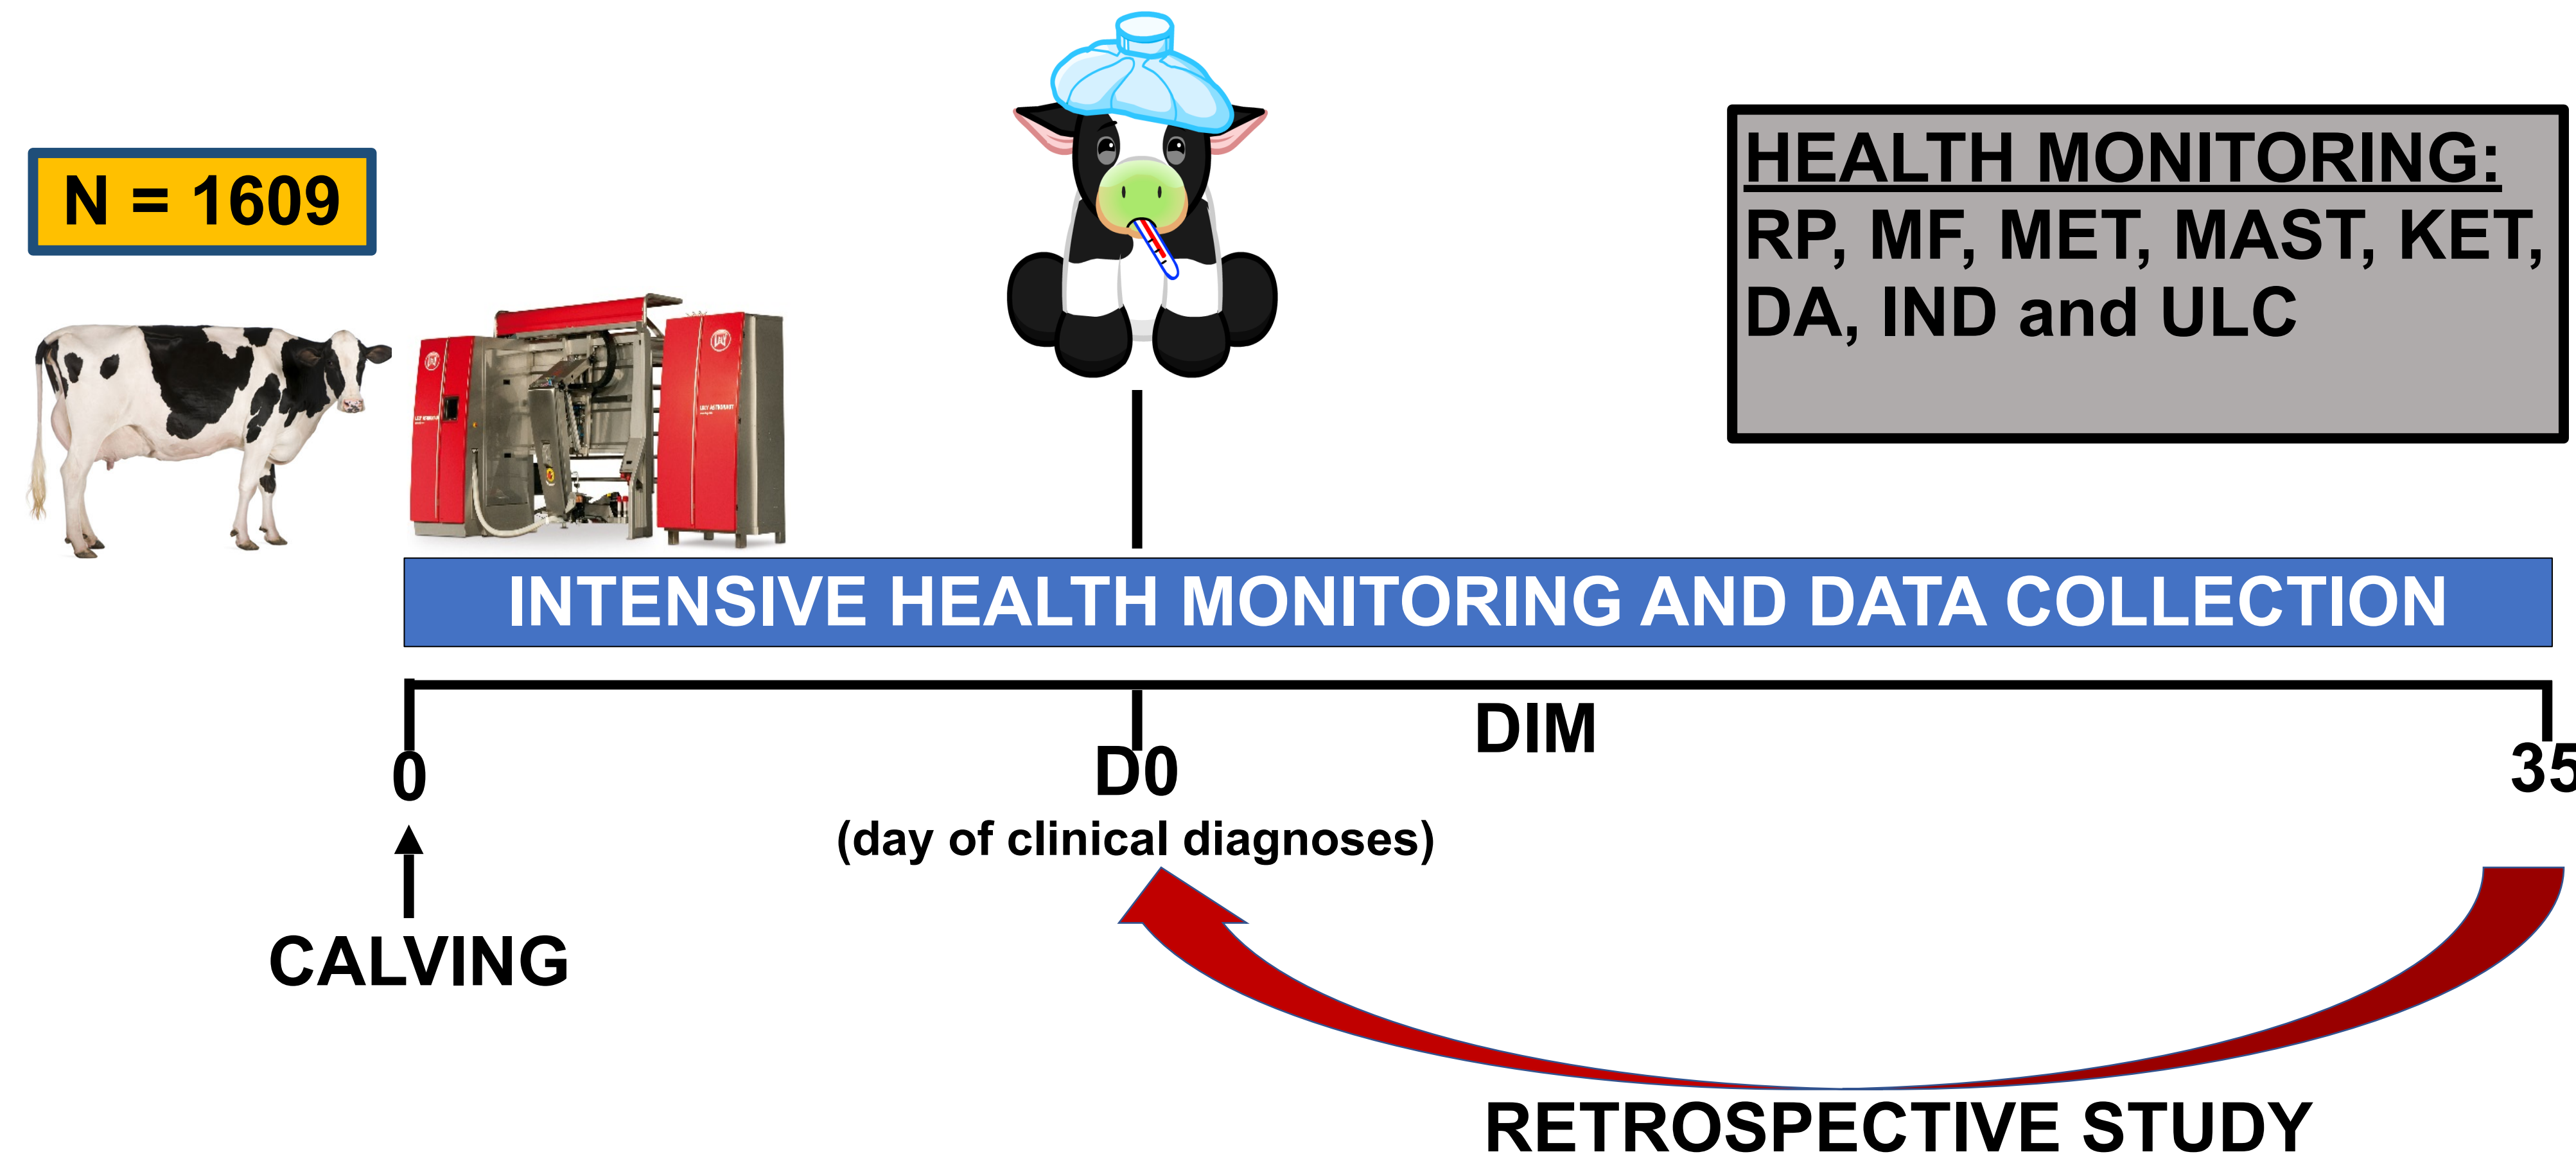 N = 1609
HEALTH MONITORING:
RP, MF, MET, MAST, KET,
DA, IND and ULC
INTENSIVE HEALTH MONITORING AND DATA COLLECTION
DIM
0
D0
35
(day of clinical diagnoses)
CALVING
RETROSPECTIVE STUDY